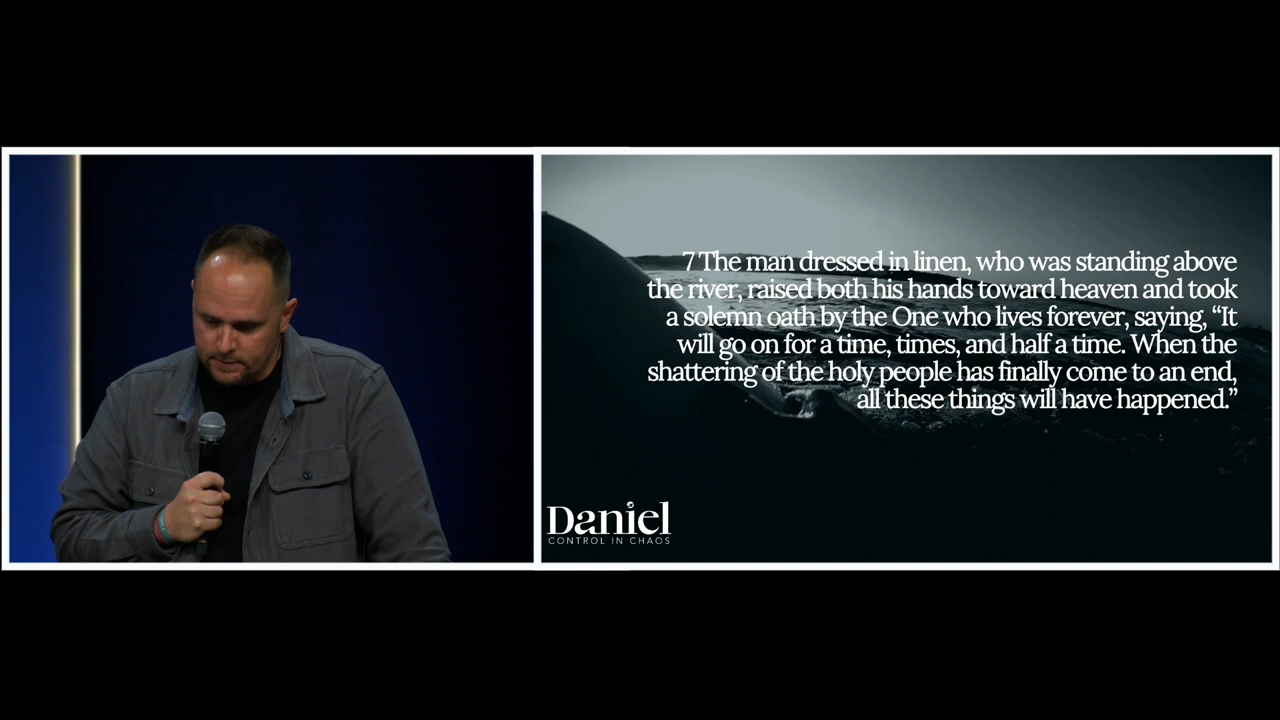 7 The man dressed in linen, who was standing above
the river, raised both his hands toward heaven and took
a solemn oath by the One who lives forever, saying, “It
will go on for a time, times, and half a time. When the
shattering of the holy people has finally come to an end,
all these things will have happened.”
Daniel
CONTROL IN CHAOS